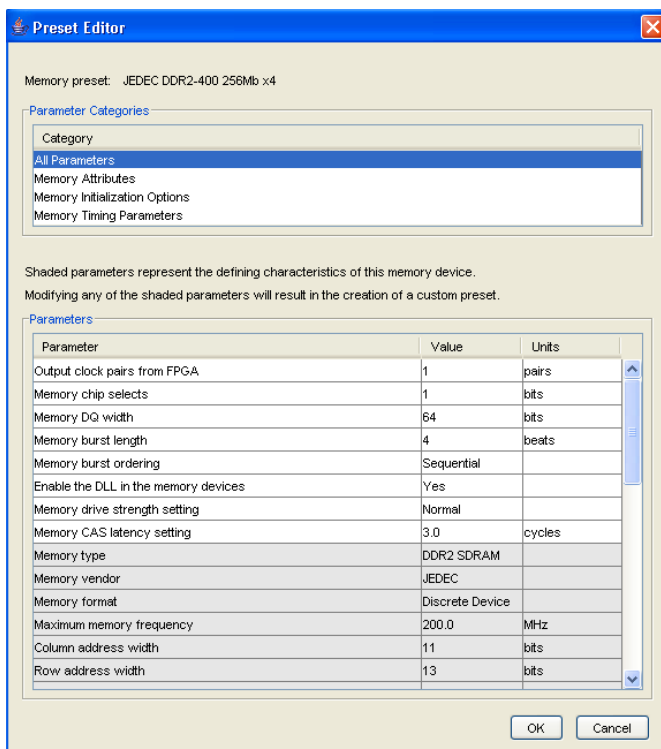 Preset Editor
Memory preset: JEDEC DDR2-400 256Mb x4
Parameter Categories
Category
All Parameters
Memory Attributes
Memory Initialization Options
Memory Timing Parameters
Shaded parameters represent the defining characteristics of this memory device.
Modifying any of the shaded parameters will result in the creation of a custom preset.
Parameters
Parameter Value Units
Output clock pairs from FPGA 1 pairs
Memory chip selects 1 bits
Memory DQ width 64 bits
Memory burst length 4 beats
Memory burst ordering Sequential
Enable the DLL in the memory devices Yes
Memory drive strength setting Normal
Memory CAS latency setting 3.0 cycles
Memory type DDR2 SDRAM
Memory vendor JEDEC
Memory format Discrete Device
Maximum memory frequency 200.0 MHz
Column address width 11 bits
Row address width 13 bits
OK Cancel